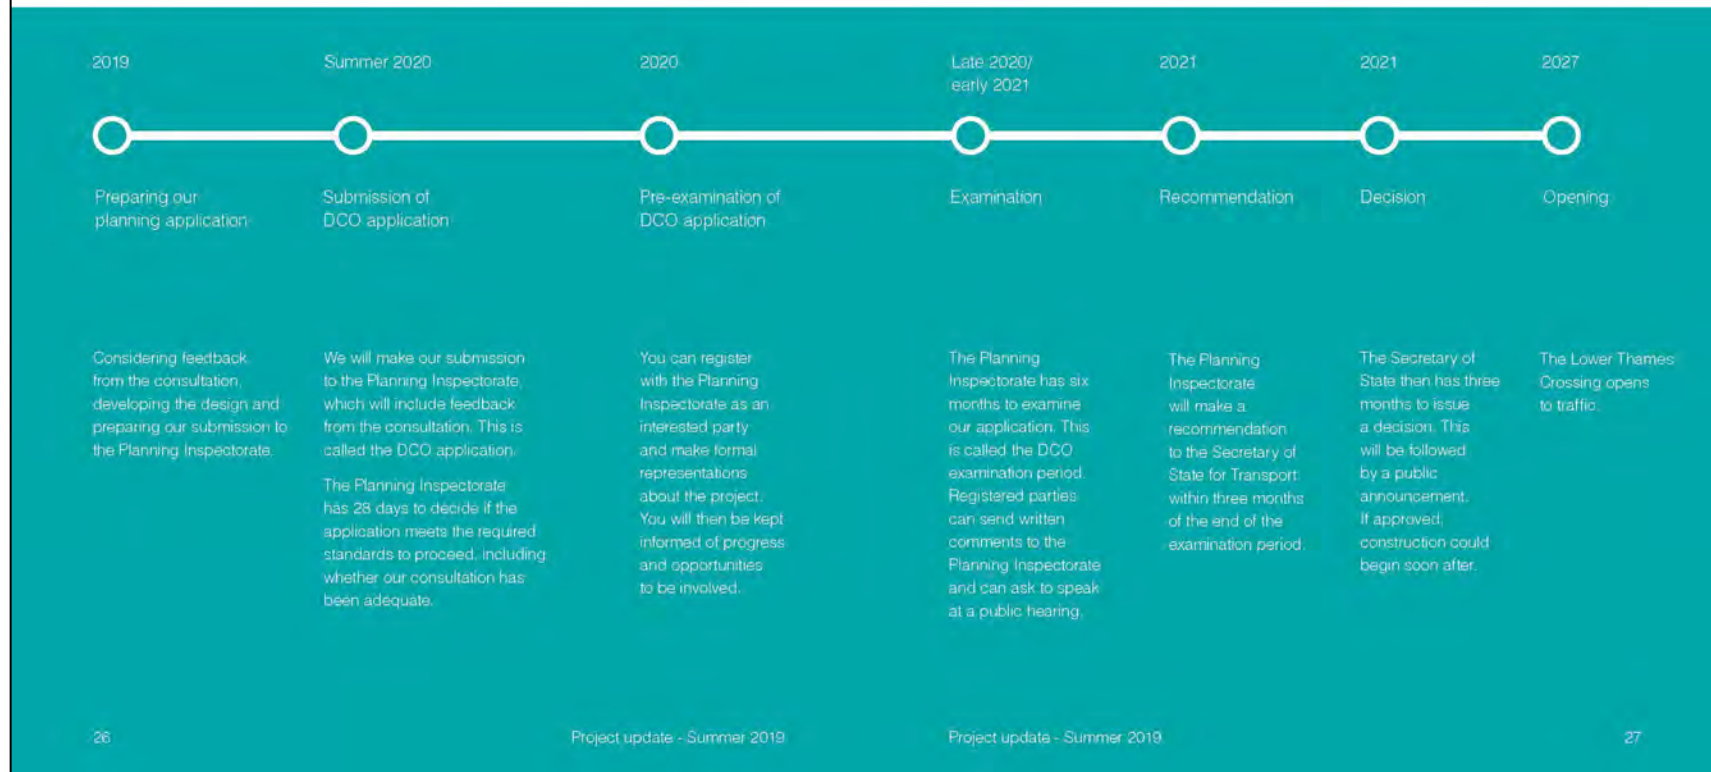 2019
Preparing our
planning application
Considering feedback
from the consultation,
developing the design and
preparing our submission to
the Planning Inspectorate.
Summer 2020
Submission of
DCO application
We will make our submission
to the Planning Inspectorate,
which will include feedback
from the consultation. This is
called the DCO application.
The Planning Inspectorate
has 28 days to decide if the
application meets the required
standards to proceed, including
whether our consultation has
been adequate.
2020
Pre-examination of
DCO application
You can register
with the Planning
Inspectorate as an
interested party
and make formal
representations
about the project.
You will then be kept
informed of progress
and opportunities
to be involved.
Late 2020/
early 2021
Examination
The Planning
Inspectorate has six
months to examine
our application. This
is called the DCO
examination period.
Registered parties
can send written
comments to the
Planning Inspectorate
and can ask to speak
at a public hearing.
2021
Recommendation
The Planning
Inspectorate
will make a
recommendation
to the Secretary of
State for Transport
within three months
of the end of the
examination period.
2021
Decision
The Secretary of
State then has three
months to issue
a decision. This
will be followed
by a public
announcement.
If approved,
construction could
begin soon after.
2027
Opening
The Lower Thames
Crossing opens
to traffic.
26
Project update - Summer 2019
Project update - Summer 2019
27